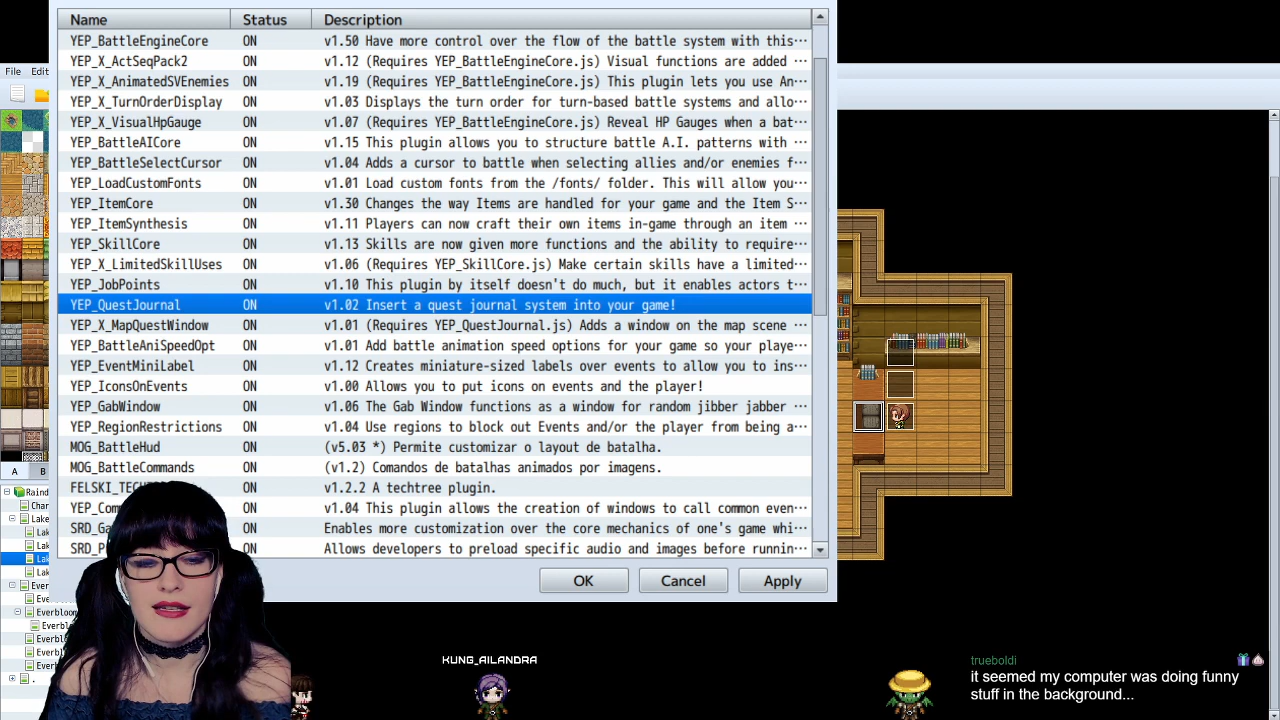 Name Status Description
YEP_BattleEngineCore ON v1.50 Have more control over the flow of the battle system with this···
YEP_X_ActSeqPack2 ON v1.12 (Requires YEP_BattleEngineCore.js) Visual functions are added ···
YEP_X_AnimatedSVEnemies ON v1.19 (Requires YEP_BattleEngineCore.js) This plugin lets you use An···
YEP_X_TurnOrderDisplay ON v1.03 Displays the turn order for turn-based battle systems and allo···
YEP_X_VisualHpGauge ON v1.07 (Requires YEP_BattleEngineCore.js) Reveal HP Gauges when a bat···
YEP_BattleAICore ON v1.15 This plugin allows you to structure battle A.I. patterns with ···
YEP_BattleSelectCursor ON v1.04 Adds a cursor to battle when selecting allies and/or enemies f···
YEP_LoadCustomFonts ON v1.01 Load custom fonts from the /fonts/ folder. This will allow you···
YEP_ItemCore ON v1.30 Changes the way Items are handled for your game and the Item S···
YEP_ItemSynthesis ON v1.11 Players can now craft their own items in-game through an item ···
YEP_SkillCore ON v1.13 Skills are now given more functions and the ability to require···
YEP_X_LimitedSkillUses ON v1.06 (Requires YEP_SkillCore.js) Make certain skills have a limited···
YEP_JobPoints ON v1.10 This plugin by itself doesn't do much, but it enables actors t···
YEP_QuestJournal ON v1.02 Insert a quest journal system into your game!
YEP_X_MapQuestWindow ON v1.01 (Requires YEP_QuestJournal.js) Adds a window on the map scene ···
YEP_BattleAniSpeedOpt ON v1.01 Add battle animation speed options for your game so your playe···
YEP_EventMiniLabel ON v1.12 Creates miniature-sized labels over events to allow you to ins···
YEP_IconsOnEvents ON v1.00 Allows you to put icons on events and the player!
YEP_GabWindow ON v1.06 The Gab Window functions as a window for random jibber jabber ···
YEP_RegionRestrictions ON v1.04 Use regions to block out Events and/or the player from being a···
MOG_BattleHud ON (v5.03 *) Permite customizar o layout de batalha.
MOG_BattleCommands ON (v1.2) Comandos de batalhas animados por imagens.
FELSKI_TEC ON v1.2.2 A techtree plugin.
YEP_Com ON v1.04 This plugin allows the creation of windows to call common even···
SRD_Ga ON Enables more customization over the core mechanics of one's game whi···
SRD_P ON Allows developers to preload specific audio and images before runnin···
OK Cancel Apply
File Edit
A B
Raind
Char
Lake
Lak
Lak
Lak
Lak
Ever
Eve
Everbloom
Everbl
Everbl
Everbl
Everbl
KUNG_AILANDRA
trueboldi
it seemed my computer was doing funny
stuff in the background...